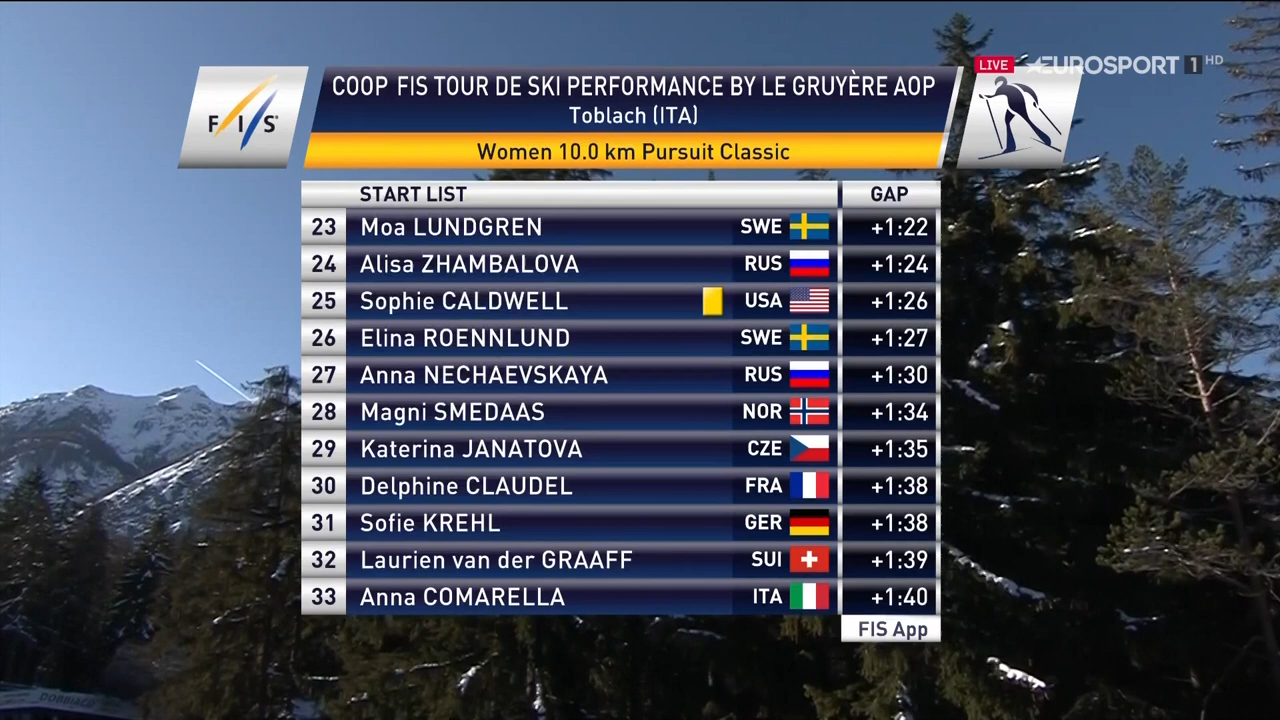 LIVE EUROSPORT 1 HD
FIS
COOP FIS TOUR DE SKI PERFORMANCE BY LE GRUYÈRE AOP
Toblach (ITA)
Women 10.0 km Pursuit Classic
START LIST GAP
23 Moa LUNDGREN SWE +1:22
24 Alisa ZHAMBALOVA RUS +1:24
25 Sophie CALDWELL USA +1:26
26 Elina ROENNLUND SWE +1:27
27 Anna NECHAEVSKAYA RUS +1:30
28 Magni SMEDAAS NOR +1:34
29 Katerina JANATOVA CZE +1:35
30 Delphine CLAUDEL FRA +1:38
31 Sofie KREHL GER +1:38
32 Laurien van der GRAAFF SUI +1:39
33 Anna COMARELLA ITA +1:40
FIS App
DOBBIACO